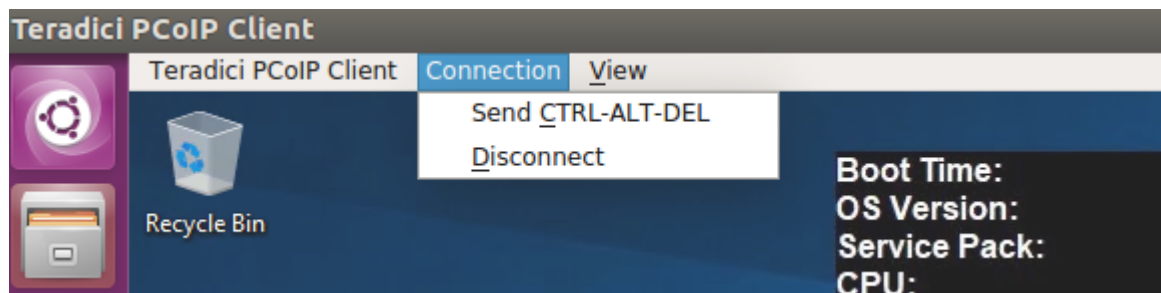 Teradici PCoIP Client
Teradici PCoIP Client Connection View
Send CTRL-ALT-DEL
Disconnect
Recycle Bin
Boot Time:
OS Version:
Service Pack:
CPU: